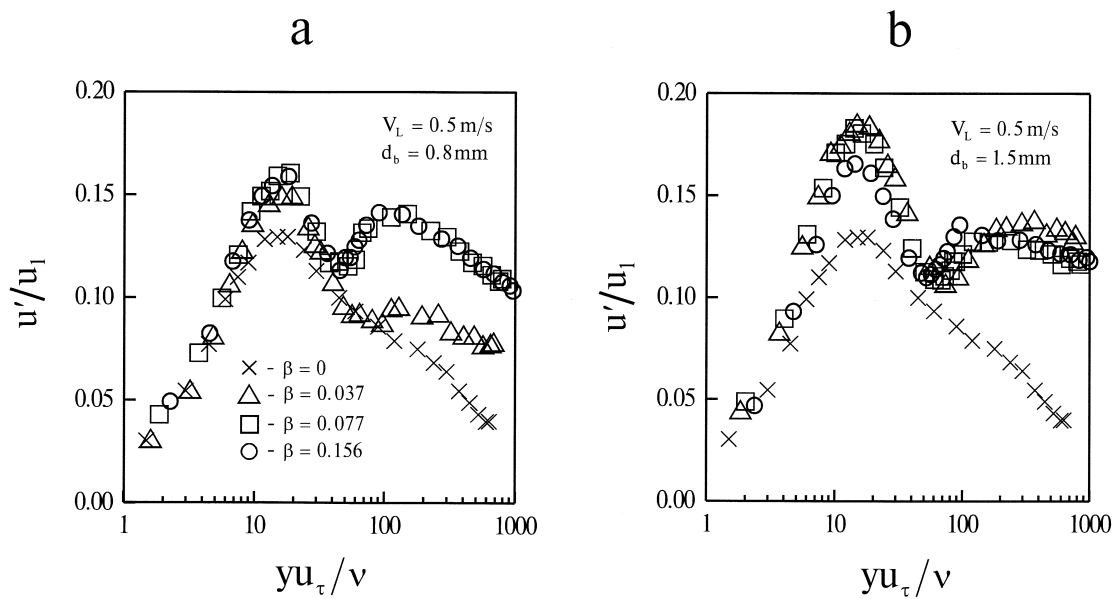 a
0.20
0.15
0.10
0.05
0.00
u'/u₁
V_L = 0.5 m/s
d_b = 0.8 mm
× - β = 0
△ - β = 0.037
□ - β = 0.077
○ - β = 0.156
1
10
100
1000
yu_τ/ν
b
0.20
0.15
0.10
0.05
0.00
u'/u₁
V_L = 0.5 m/s
d_b = 1.5 mm
1
10
100
1000
yu_τ/ν